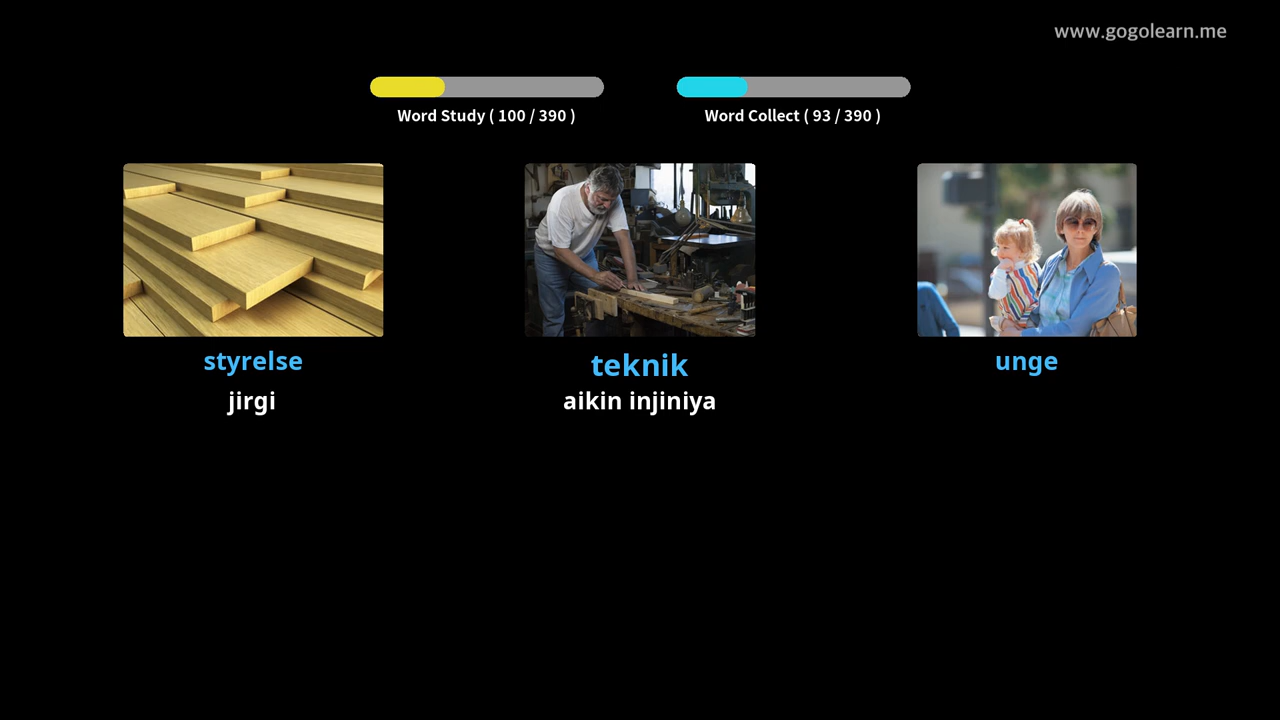 www.gogolearn.me
Word Study ( 100 / 390 )
Word Collect ( 93 / 390 )
styrelse
jirgi
teknik
aikin injiniya
unge